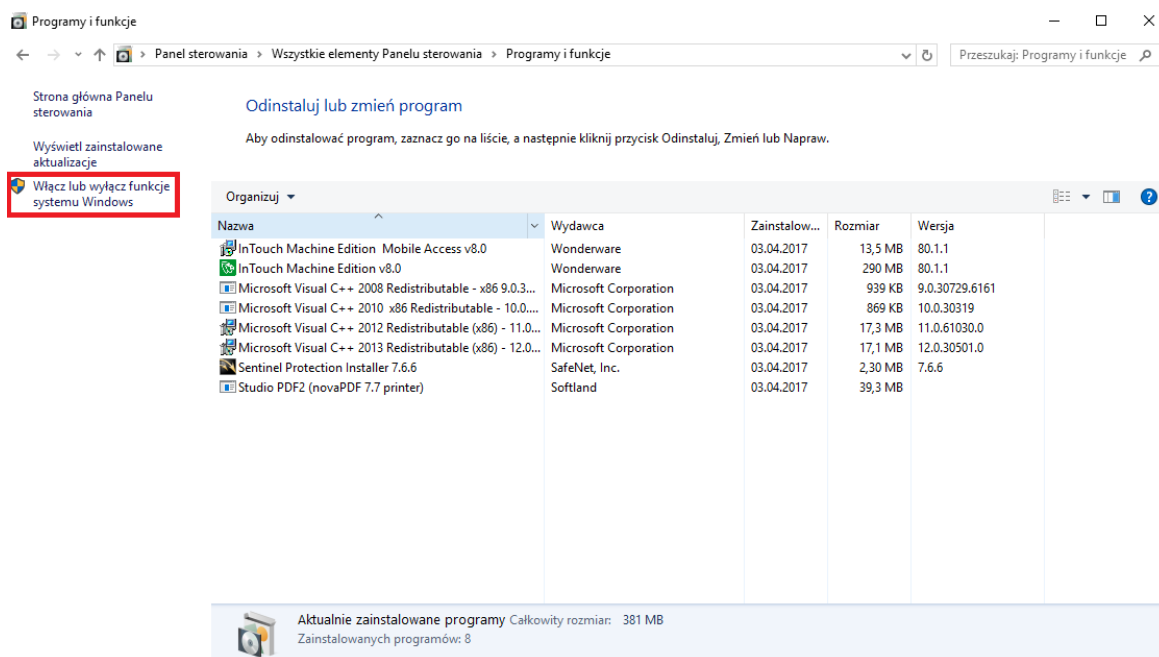 Programy i funkcje
Panel sterowania > Wszystkie elementy Panelu sterowania > Programy i funkcje
Przeszukaj: Programy i funkcje
Strona główna Panelu
sterowania
Wyświetl zainstalowane
aktualizacje
Włącz lub wyłącz funkcje
systemu Windows
Odinstaluj lub zmień program
Aby odinstalować program, zaznacz go na liście, a następnie kliknij przycisk Odinstaluj, Zmień lub Napraw.
Organizuj
Nazwa Wydawca Zainstalow... Rozmiar Wersja
InTouch Machine Edition Mobile Access v8.0 Wonderware 03.04.2017 13,5 MB 80.1.1
InTouch Machine Edition v8.0 Wonderware 03.04.2017 290 MB 80.1.1
Microsoft Visual C++ 2008 Redistributable - x86 9.0.3... Microsoft Corporation 03.04.2017 939 KB 9.0.30729.6161
Microsoft Visual C++ 2010 x86 Redistributable - 10.0.... Microsoft Corporation 03.04.2017 869 KB 10.0.30319
Microsoft Visual C++ 2012 Redistributable (x86) - 11.0... Microsoft Corporation 03.04.2017 17,3 MB 11.0.61030.0
Microsoft Visual C++ 2013 Redistributable (x86) - 12.0... Microsoft Corporation 03.04.2017 17,1 MB 12.0.30501.0
Sentinel Protection Installer 7.6.6 SafeNet, Inc. 03.04.2017 2,30 MB 7.6.6
Studio PDF2 (novaPDF 7.7 printer) Softland 03.04.2017 39,3 MB
Aktualnie zainstalowane programy Całkowity rozmiar: 381 MB
Zainstalowanych programów: 8